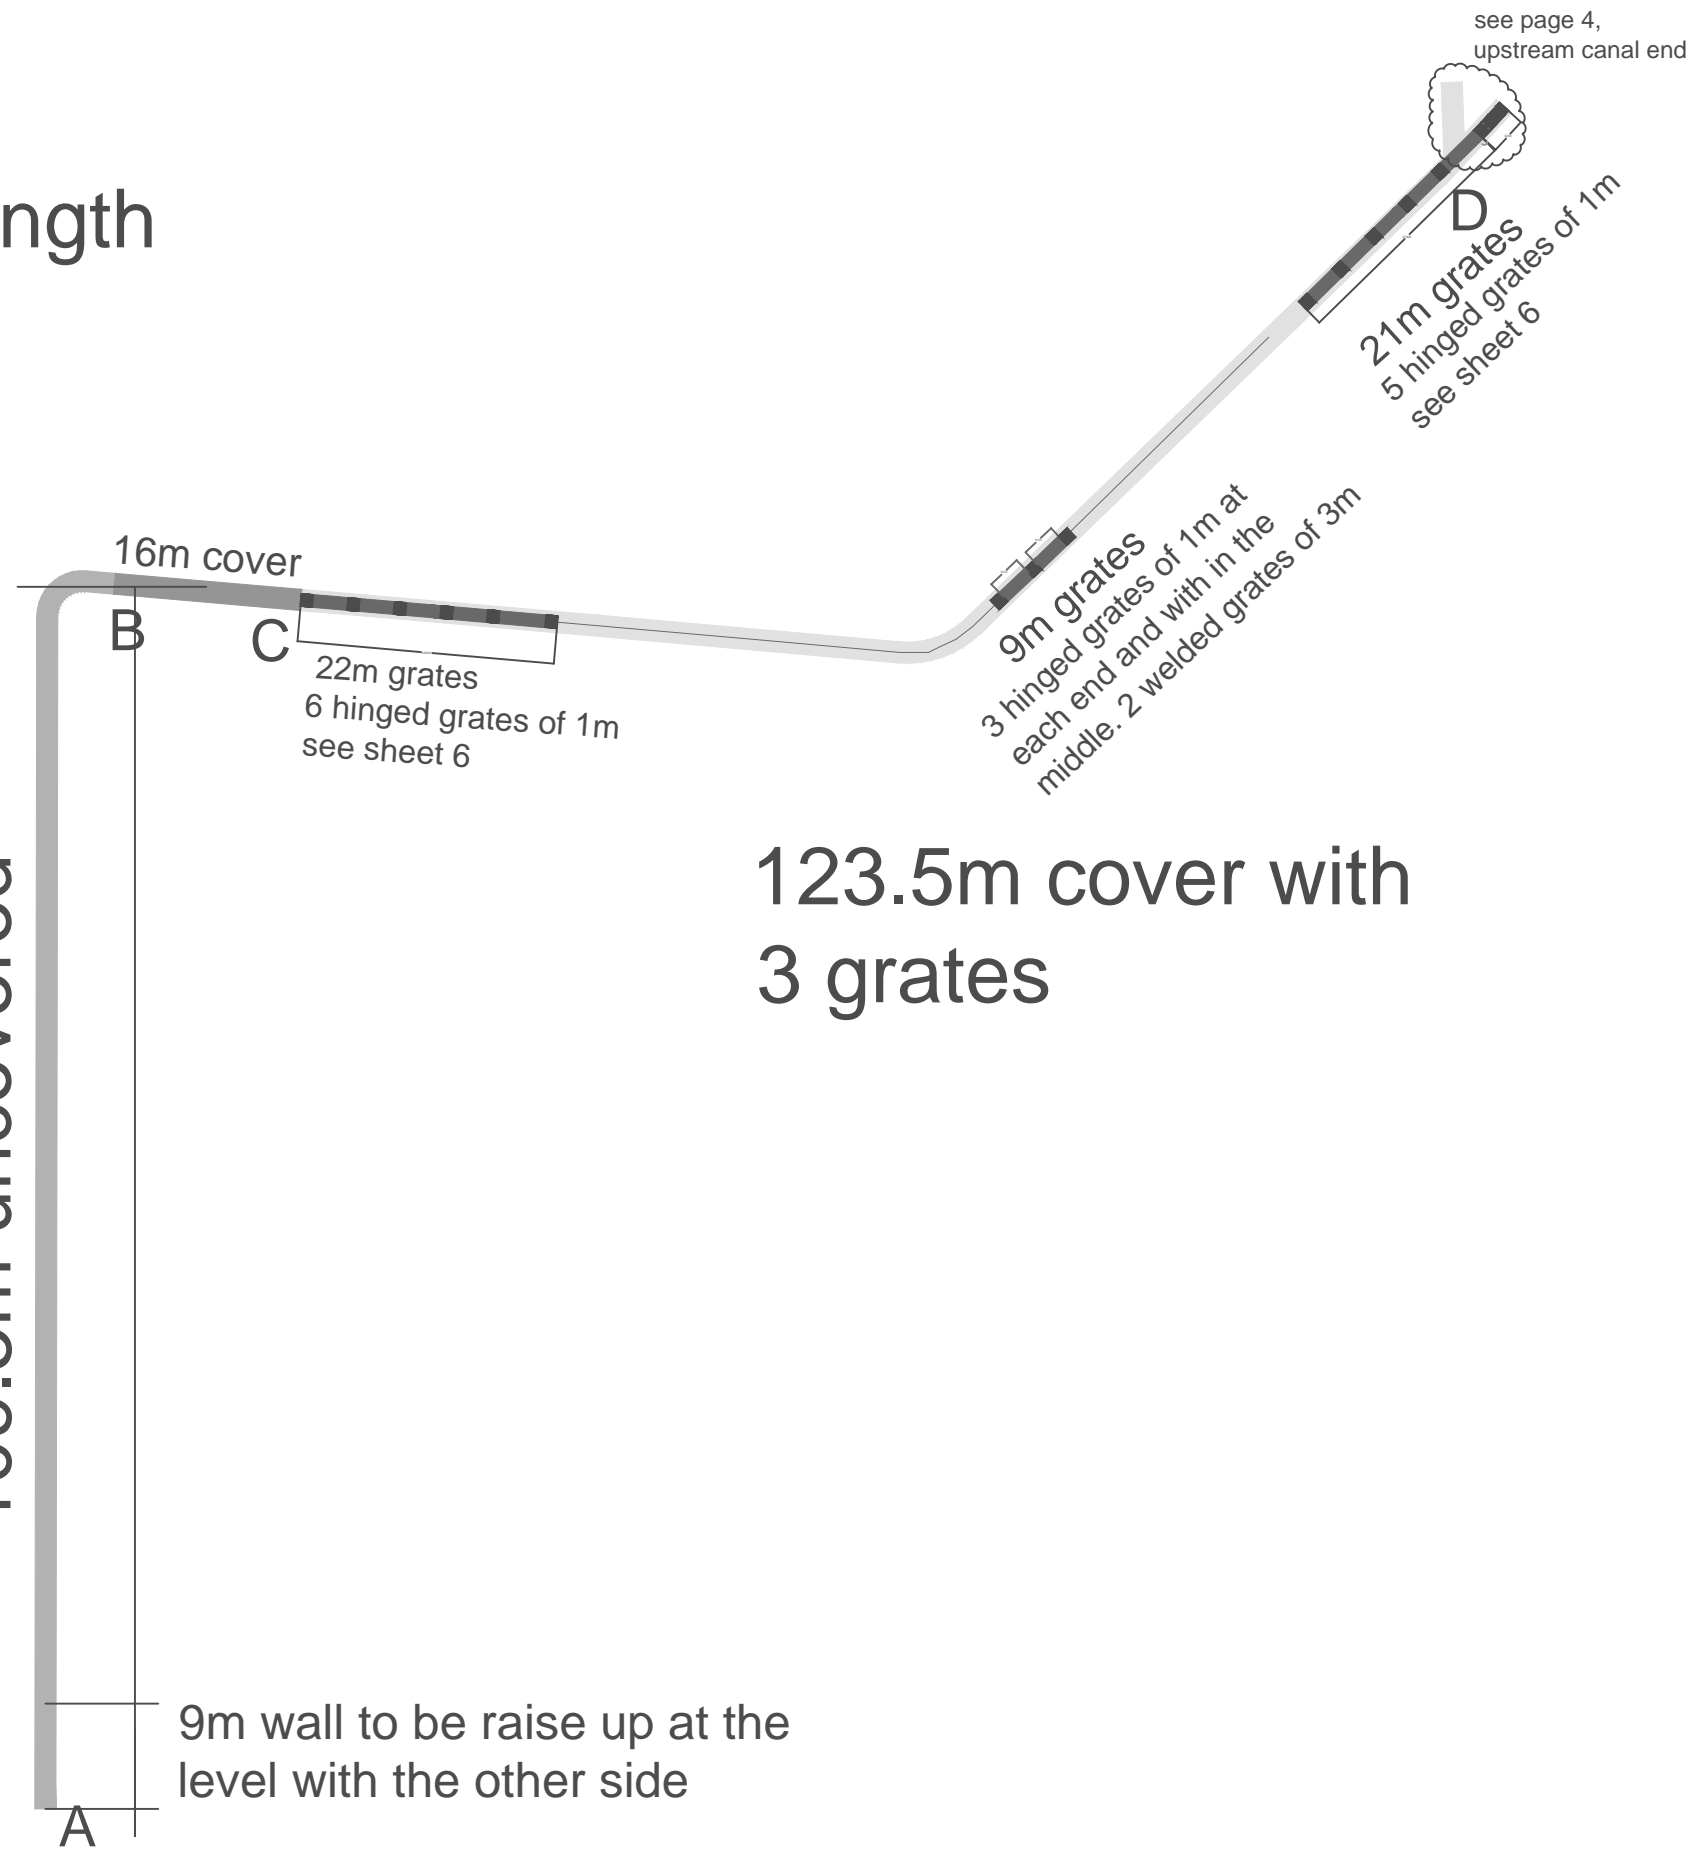 see page 4,
upstream canal end
ngth
D
21m grates
5 hinged grates of 1m
see sheet 6
16m cover
B
C
22m grates
6 hinged grates of 1m
see sheet 6
9m grates
3 hinged grates of 1m at
each end and with in the
middle. 2 welded grates of 3m
123.5m cover with
3 grates
9m wall to be raise up at the
level with the other side
A